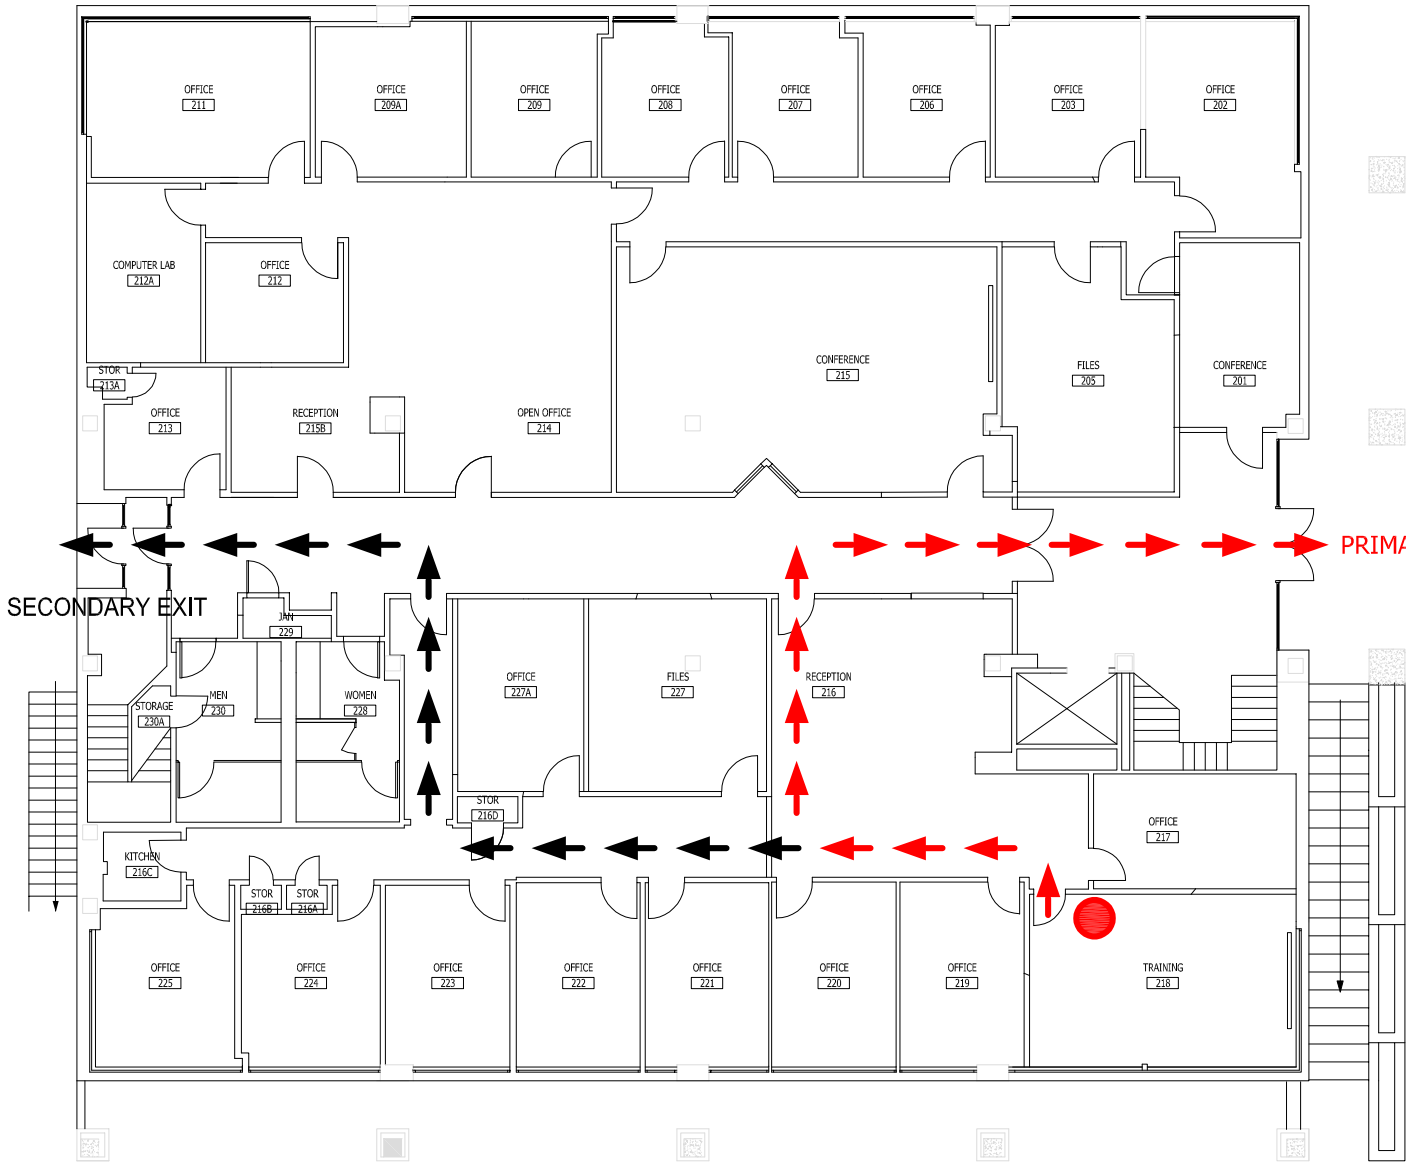 OFFICE
211
OFFICE
209A
OFFICE
209
OFFICE
208
OFFICE
207
OFFICE
206
OFFICE
203
OFFICE
202
COMPUTER LAB
212A
OFFICE
212
STOR
213A
OFFICE
213
RECEPTION
215B
OPEN OFFICE
214
CONFERENCE
215
FILES
205
CONFERENCE
201
PRIMA
SECONDARY EXIT
JAN
229
MEN
230
STORAGE
230A
WOMEN
228
OFFICE
227A
FILES
227
RECEPTION
216
STOR
216D
OFFICE
217
KITCHEN
216C
STOR
216B
STOR
216A
OFFICE
225
OFFICE
224
OFFICE
223
OFFICE
222
OFFICE
221
OFFICE
220
OFFICE
219
TRAINING
218